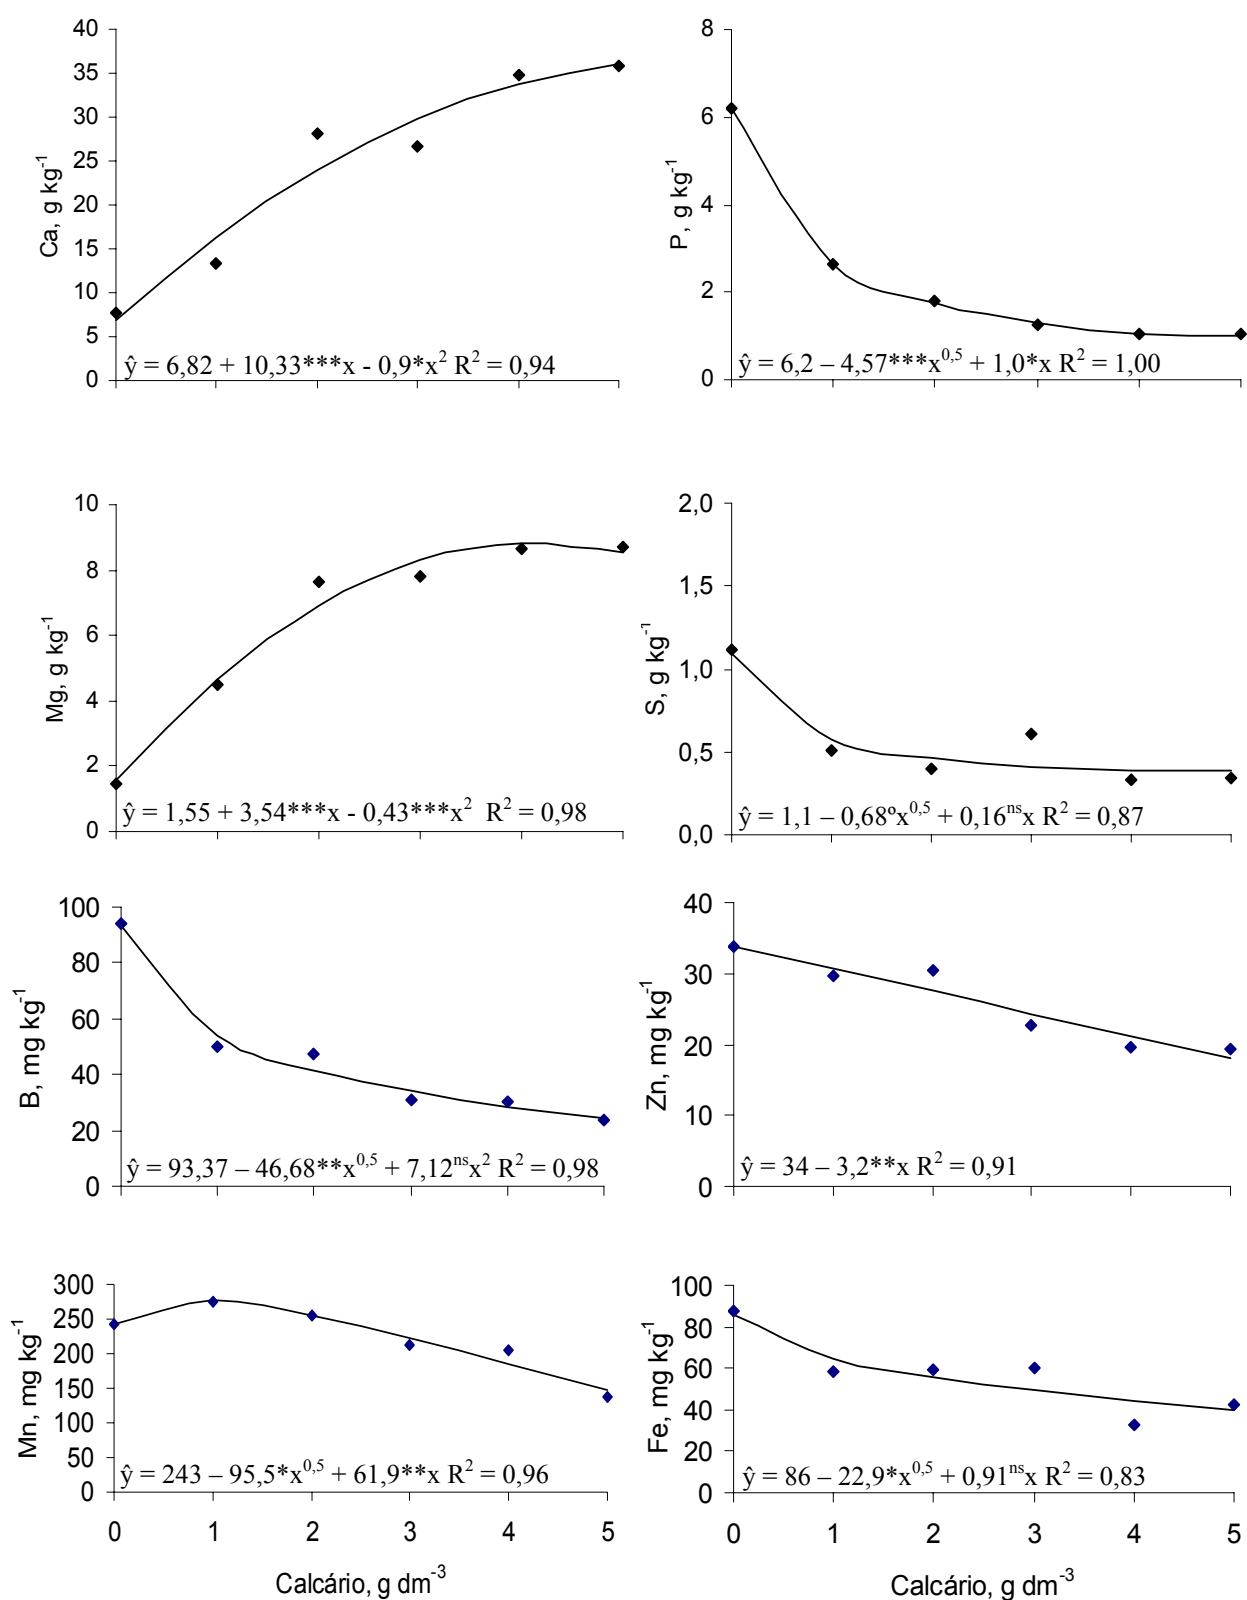 Ca, g kg⁻¹
40
35
30
25
20
15
10
5
0
ŷ = 6,82 + 10,33***x - 0,9*x² R² = 0,94
P, g kg⁻¹
8
6
4
2
0
ŷ = 6,2 – 4,57***x⁰,⁵ + 1,0*x R² = 1,00
Mg, g kg⁻¹
10
8
6
4
2
0
ŷ = 1,55 + 3,54***x - 0,43***x² R² = 0,98
S, g kg⁻¹
2,0
1,5
1,0
0,5
0,0
ŷ = 1,1 – 0,68ºx⁰,⁵ + 0,16ⁿˢx R² = 0,87
B, mg kg⁻¹
100
80
60
40
20
0
ŷ = 93,37 – 46,68**x⁰,⁵ + 7,12ⁿˢx² R² = 0,98
Zn, mg kg⁻¹
40
30
20
10
0
ŷ = 34 – 3,2**x R² = 0,91
Mn, mg kg⁻¹
300
250
200
150
100
50
0
ŷ = 243 – 95,5*x⁰,⁵ + 61,9**x R² = 0,96
0 1 2 3 4 5
Calcário, g dm⁻³
Fe, mg kg⁻¹
100
80
60
40
20
0
ŷ = 86 – 22,9*x⁰,⁵ + 0,91ⁿˢx R² = 0,83
0 1 2 3 4 5
Calcário, g dm⁻³